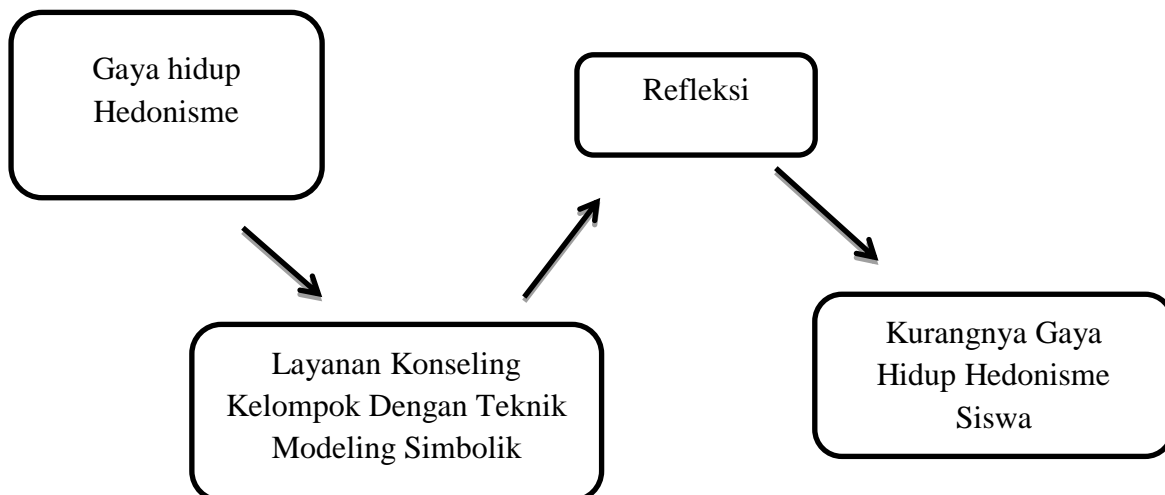 Gaya hidup
Hedonisme
Refleksi
Layanan Konseling
Kelompok Dengan Teknik
Modeling Simbolik
Kurangnya Gaya
Hidup Hedonisme
Siswa